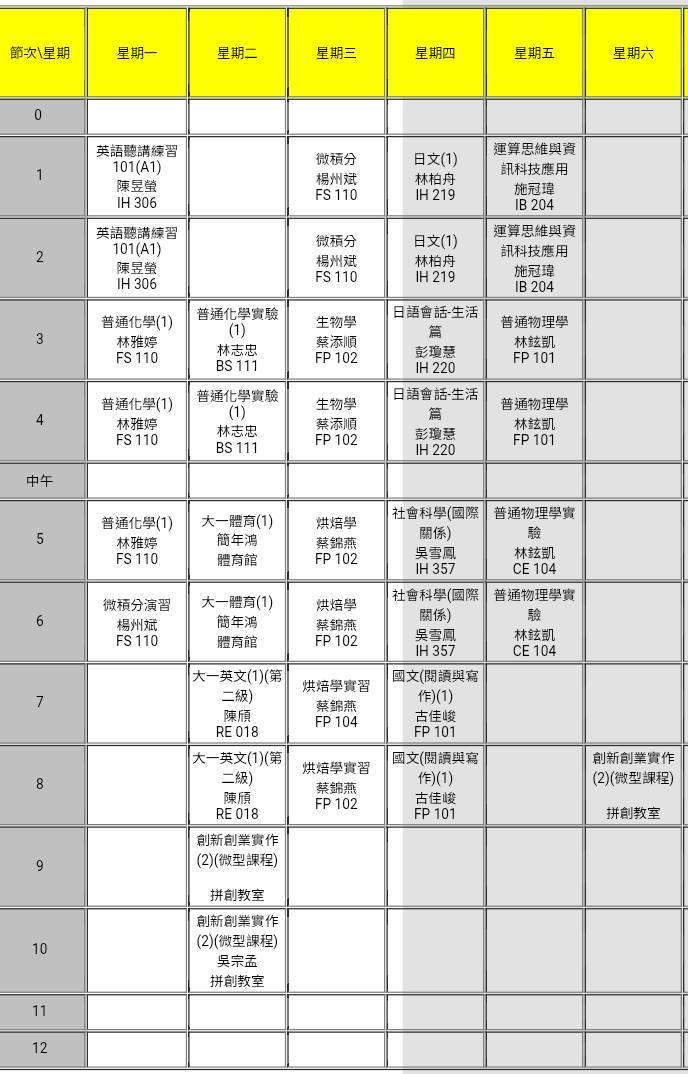 節次\星期
星期一
星期二
星期三
星期四
星期五
星期六
0
1
英語聽講練習
101(A1)
陳昱螢
IH 306
微積分
楊州斌
FS 110
日文(1)
林柏舟
IH 219
運算思維與資
訊科技應用
施冠瑋
IB 204
2
英語聽講練習
101(A1)
陳昱螢
IH 306
微積分
楊州斌
FS 110
日文(1)
林柏舟
IH 219
運算思維與資
訊科技應用
施冠瑋
IB 204
3
普通化學(1)
林雅婷
FS 110
普通化學實驗
(1)
林志忠
BS 111
生物學
蔡添順
FP 102
日語會話-生活
篇
彭瓊慧
IH 220
普通物理學
林鉉凱
FP 101
4
普通化學(1)
林雅婷
FS 110
普通化學實驗
(1)
林志忠
BS 111
生物學
蔡添順
FP 102
日語會話-生活
篇
彭瓊慧
IH 220
普通物理學
林鉉凱
FP 101
中午
5
普通化學(1)
林雅婷
FS 110
大一體育(1)
簡年鴻
體育館
烘焙學
蔡錦燕
FP 102
社會科學(國際
關係)
吳雪鳳
IH 357
普通物理學實
驗
林鉉凱
CE 104
6
微積分演習
楊州斌
FS 110
大一體育(1)
簡年鴻
體育館
烘焙學
蔡錦燕
FP 102
社會科學(國際
關係)
吳雪鳳
IH 357
普通物理學實
驗
林鉉凱
CE 104
7
大一英文(1)(第
二級)
陳頎
RE 018
烘焙學實習
蔡錦燕
FP 104
國文(閱讀與寫
作)(1)
古佳峻
FP 101
8
大一英文(1)(第
二級)
陳頎
RE 018
烘焙學實習
蔡錦燕
FP 102
國文(閱讀與寫
作)(1)
古佳峻
FP 101
創新創業實作
(2)(微型課程)
拼創教室
9
創新創業實作
(2)(微型課程)
拼創教室
10
創新創業實作
(2)(微型課程)
吳宗孟
拼創教室
11
12